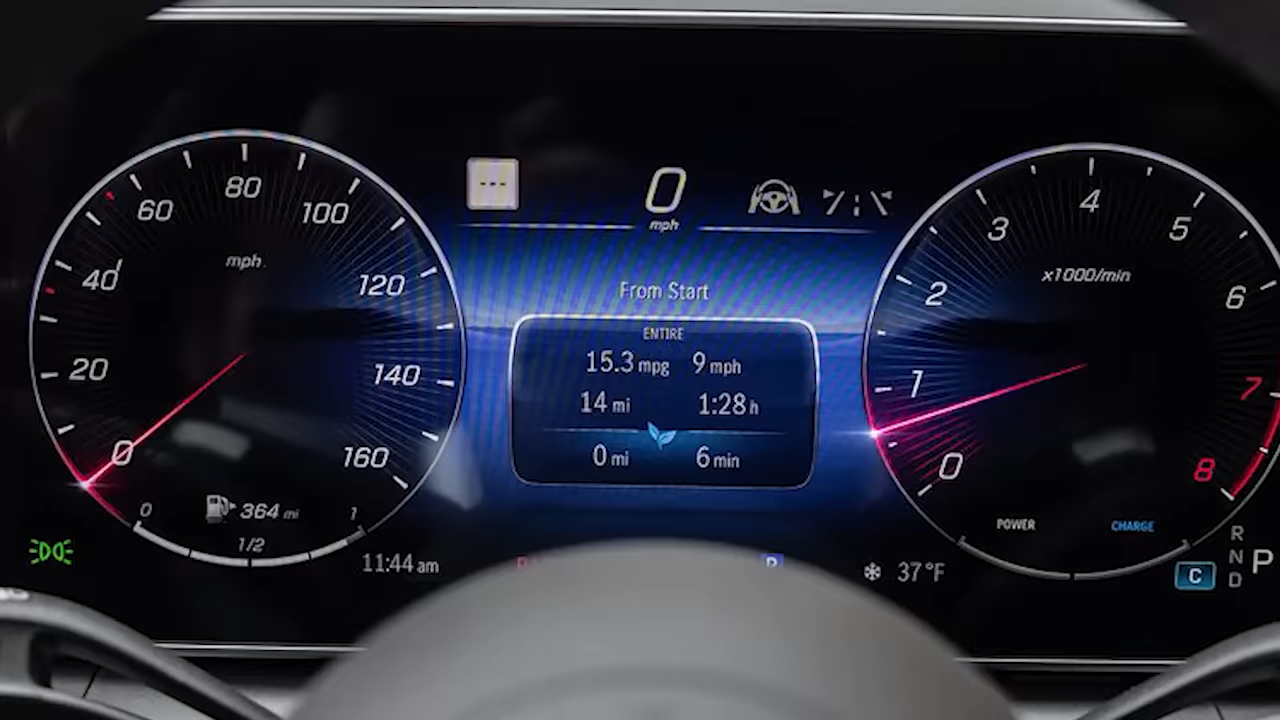 80
60
100
40
mph
120
20
140
0
160
0
364 mi
1
1/2
11:44 am
0
mph
From Start
ENTIRE
15.3 mpg 9 mph
14 mi 1:28 h
0 mi 6 min
P
37°F
4
3
5
x1000/min
2
6
1
7
0
8
POWER
CHARGE
C
R
N
D
P